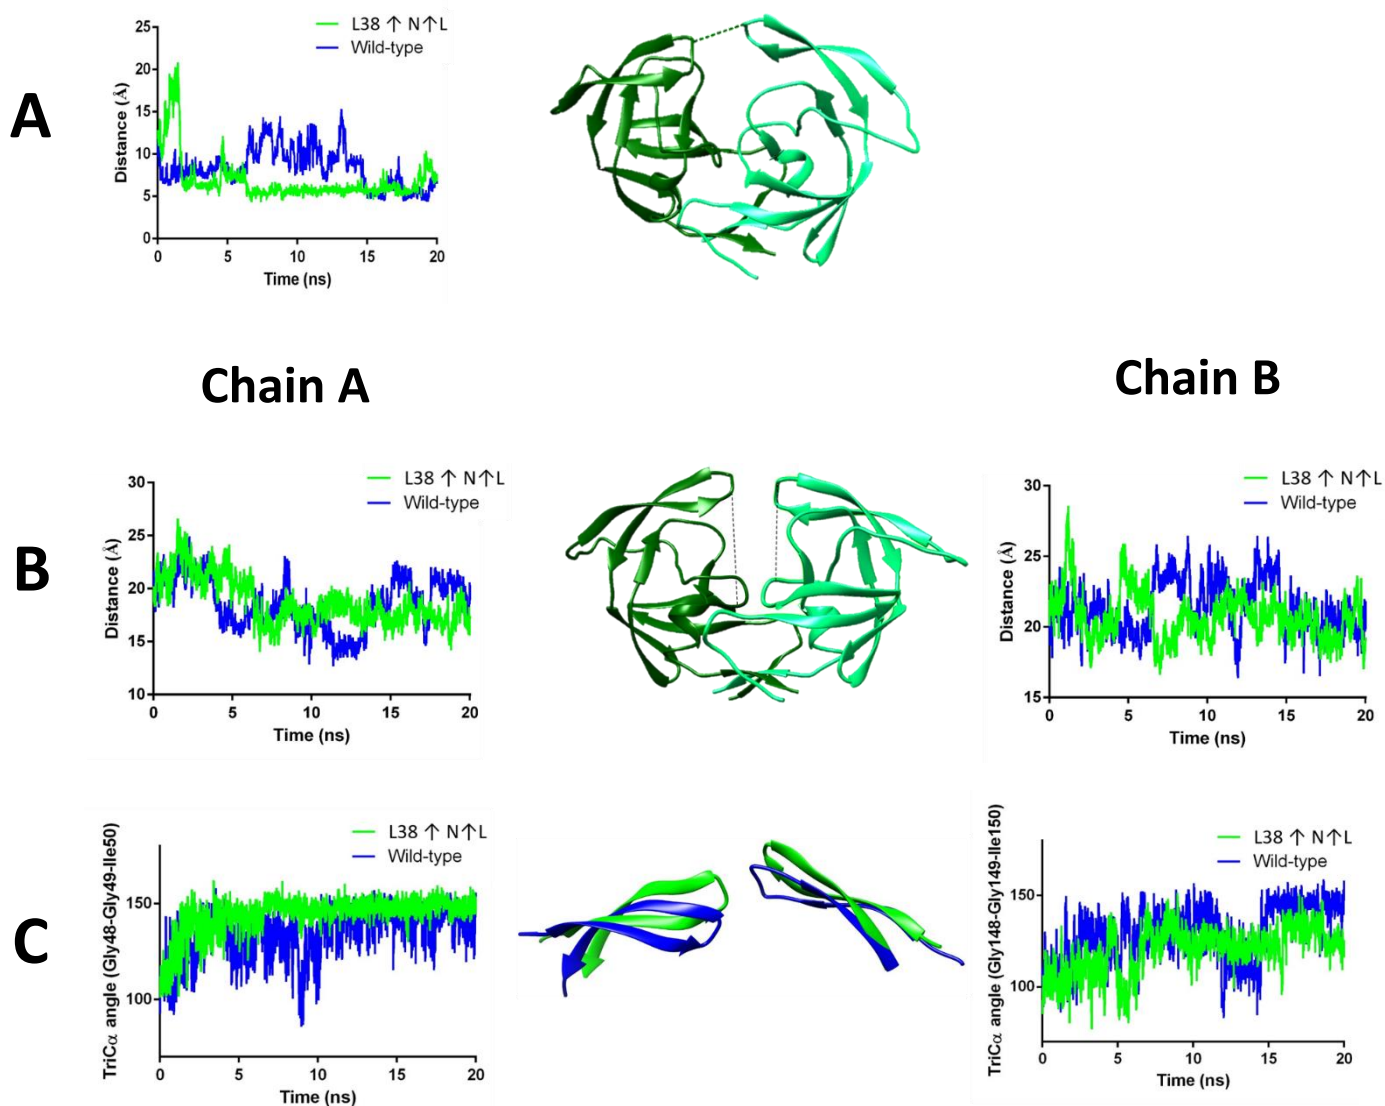 A
L38 ↑ N↑L
Wild-type
Distance (Å)
25
20
15
10
5
0
0 5 10 15 20
Time (ns)
Chain A
Chain B
B
L38 ↑ N↑L
Wild-type
Distance (Å)
30
25
20
15
10
0 5 10 15 20
Time (ns)
L38 ↑ N↑L
Wild-type
Distance (Å)
30
25
20
15
0 5 10 15 20
Time (ns)
C
L38 ↑ N↑L
Wild-type
TriCα angle (Gly48-Gly49-Ile50)
150
100
0 5 10 15 20
Time (ns)
L38 ↑ N↑L
Wild-type
TriCα angle (Gly148-Gly149-Ile150)
150
100
0 5 10 15 20
Time (ns)